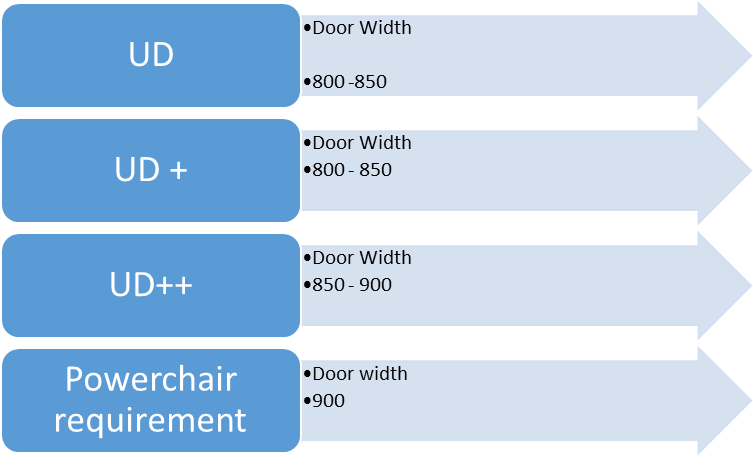 UD
•Door Width
•800 -850
UD +
•Door Width
•800 - 850
UD++
•Door Width
•850 - 900
Powerchair
requirement
•Door width
•900